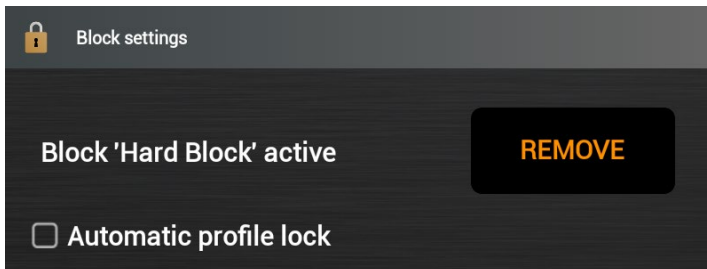 Block settings
Block 'Hard Block' active
REMOVE
Automatic profile lock